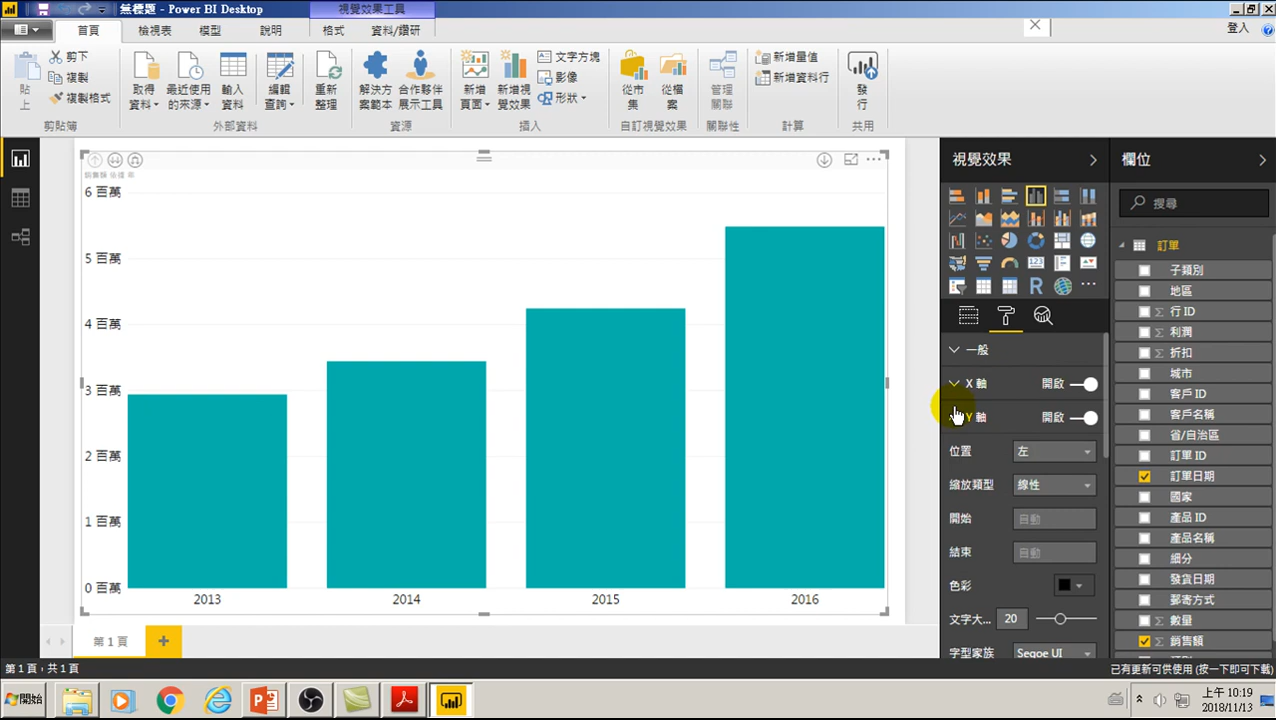 無標題 - Power BI Desktop
視覺效果工具
首頁
檢視表
模型
說明
格式
資料/鑽研
登入
貼上
剪下
複製
複製格式
剪貼簿
取得資料
最近使用的來源
輸入資料
編輯查詢
重新整理
外部資料
解決方案範本
合作夥伴展示工具
資源
新增頁面
新增視覺效果
文字方塊
影像
形狀
插入
從市集
從檔案
自訂視覺效果
管理關聯
關聯性
新增量值
新增資料行
計算
發行
共用
銷售額 依據 年
6 百萬
5 百萬
4 百萬
3 百萬
2 百萬
1 百萬
0 百萬
2013
2014
2015
2016
視覺效果
R
123
一般
X 軸
開啟
Y 軸
開啟
位置
左
縮放類型
線性
開始
自動
結束
自動
色彩
文字大...
20
字型家族
Segoe UI
欄位
搜尋
訂單
子類別
地區
行 ID
利潤
折扣
城市
客戶 ID
客戶名稱
省/自治區
訂單 ID
訂單日期
國家
產品 ID
產品名稱
細分
發貨日期
郵寄方式
數量
銷售額
第 1 頁
第 1 頁，共 1 頁
已有更新可供使用 (按一下即可下載)
開始
上午 10:19
2018/11/13